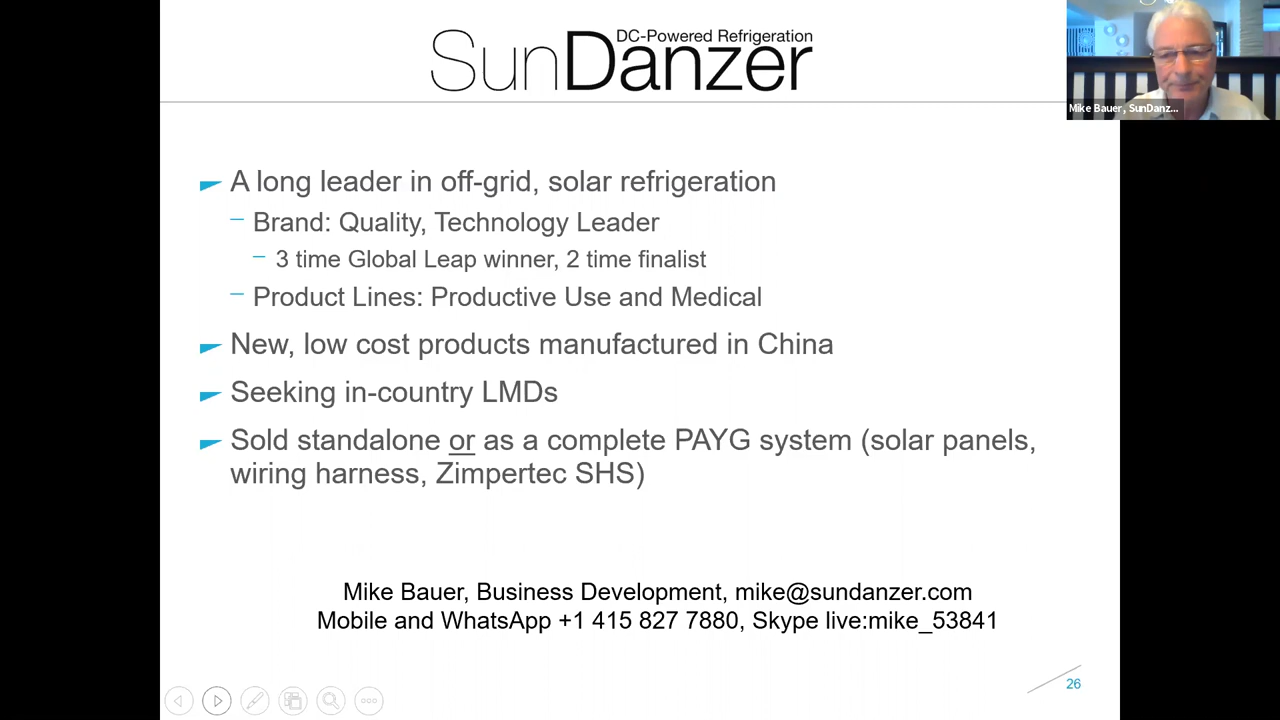 DC-Powered Refrigeration
SunDanzer
Mike Bauer, SunDanz...
A long leader in off-grid, solar refrigeration
Brand: Quality, Technology Leader
3 time Global Leap winner, 2 time finalist
Product Lines: Productive Use and Medical
New, low cost products manufactured in China
Seeking in-country LMDs
Sold standalone or as a complete PAYG system (solar panels,
wiring harness, Zimpertec SHS)
Mike Bauer, Business Development, mike@sundanzer.com
Mobile and WhatsApp +1 415 827 7880, Skype live:mike_53841
26